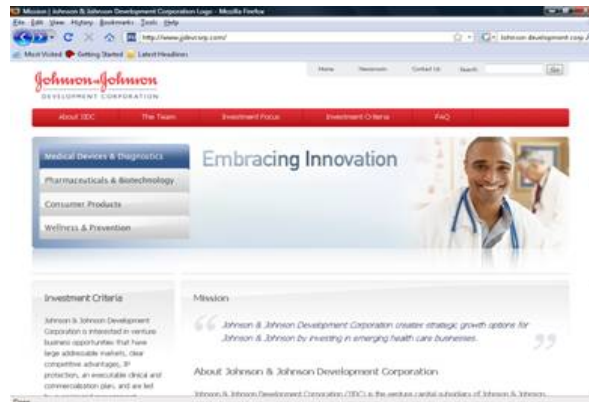 Mission | Johnson & Johnson Development Corporation Logo - Mozilla Firefox
File Edit View History Bookmarks Tools Help
http://www.jjdevcorp.com/
johnson development corp
Most Visited Getting Started Latest Headlines
Home Newsroom Contact Us Search Go
Johnson & Johnson
DEVELOPMENT CORPORATION
About JJDC The Team Investment Focus Investment Criteria FAQ
Medical Devices & Diagnostics
Embracing Innovation
Pharmaceuticals & Biotechnology
Consumer Products
Wellness & Prevention
Investment Criteria
Johnson & Johnson Development
Corporation is interested in venture
business opportunities that have
large addressable markets, clear
competitive advantages, IP
protection, an executable clinical and
commercialization plan, and are led
Mission
“ Johnson & Johnson Development Corporation creates strategic growth options for
Johnson & Johnson by investing in emerging health care businesses. ”
About Johnson & Johnson Development Corporation
Johnson & Johnson Development Corporation (JJDC) is the venture capital subsidiary of Johnson & Johnson.
Done